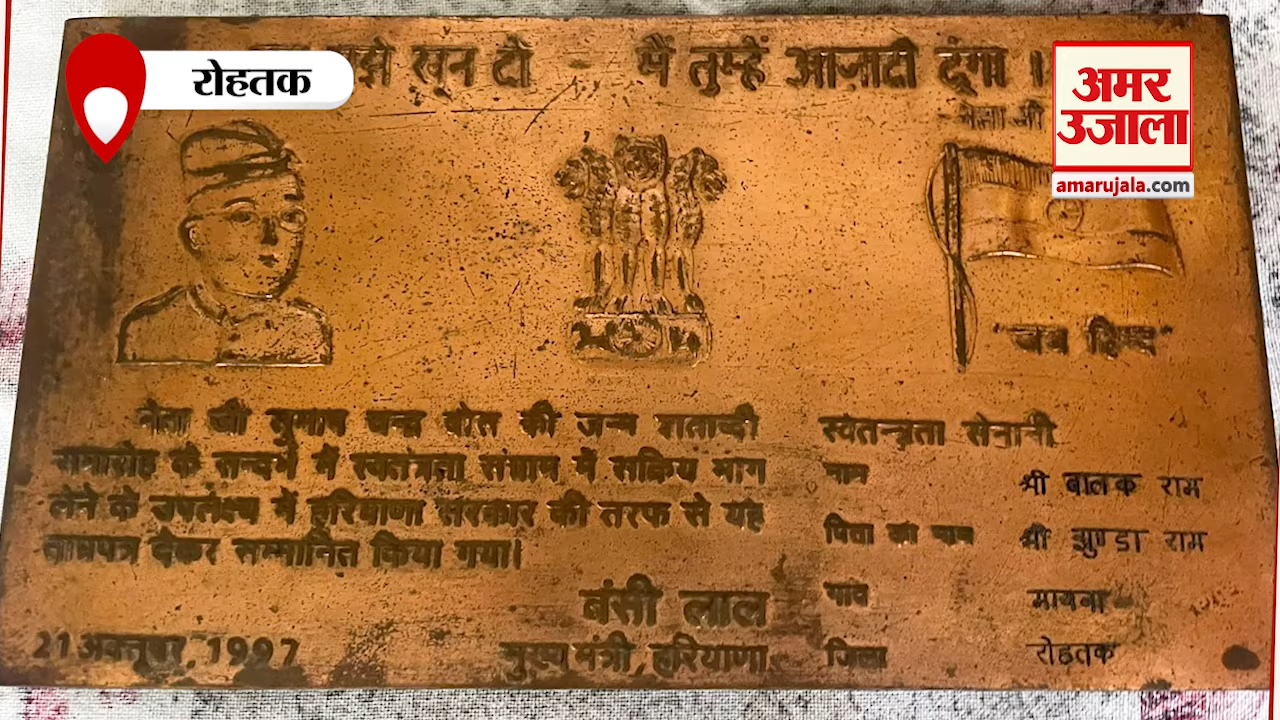 रोहतक
खून दो - मैं तुम्हें आज़ादी दूंगा ।
अमर
उजाला
amarujala.com
नेता जी
"जय हिन्द"
नेता जी सुभाष चन्द्र बोस की जन्म शताब्दी
समारोह के सन्दर्भ में स्वतंत्रता संग्राम में सक्रिय भाग
लेने के उपलक्ष्य में हरियाणा सरकार की तरफ से यह
ताम्रपत्र देकर सम्मानित किया गया।
बंसी लाल
21 अक्तूबर, 1997 मुख्य मंत्री, हरियाणा
स्वतन्त्रता सेनानी
नाम श्री बालक राम
पिता का नाम श्री झुण्डा राम
गांव मायना
जिला रोहतक